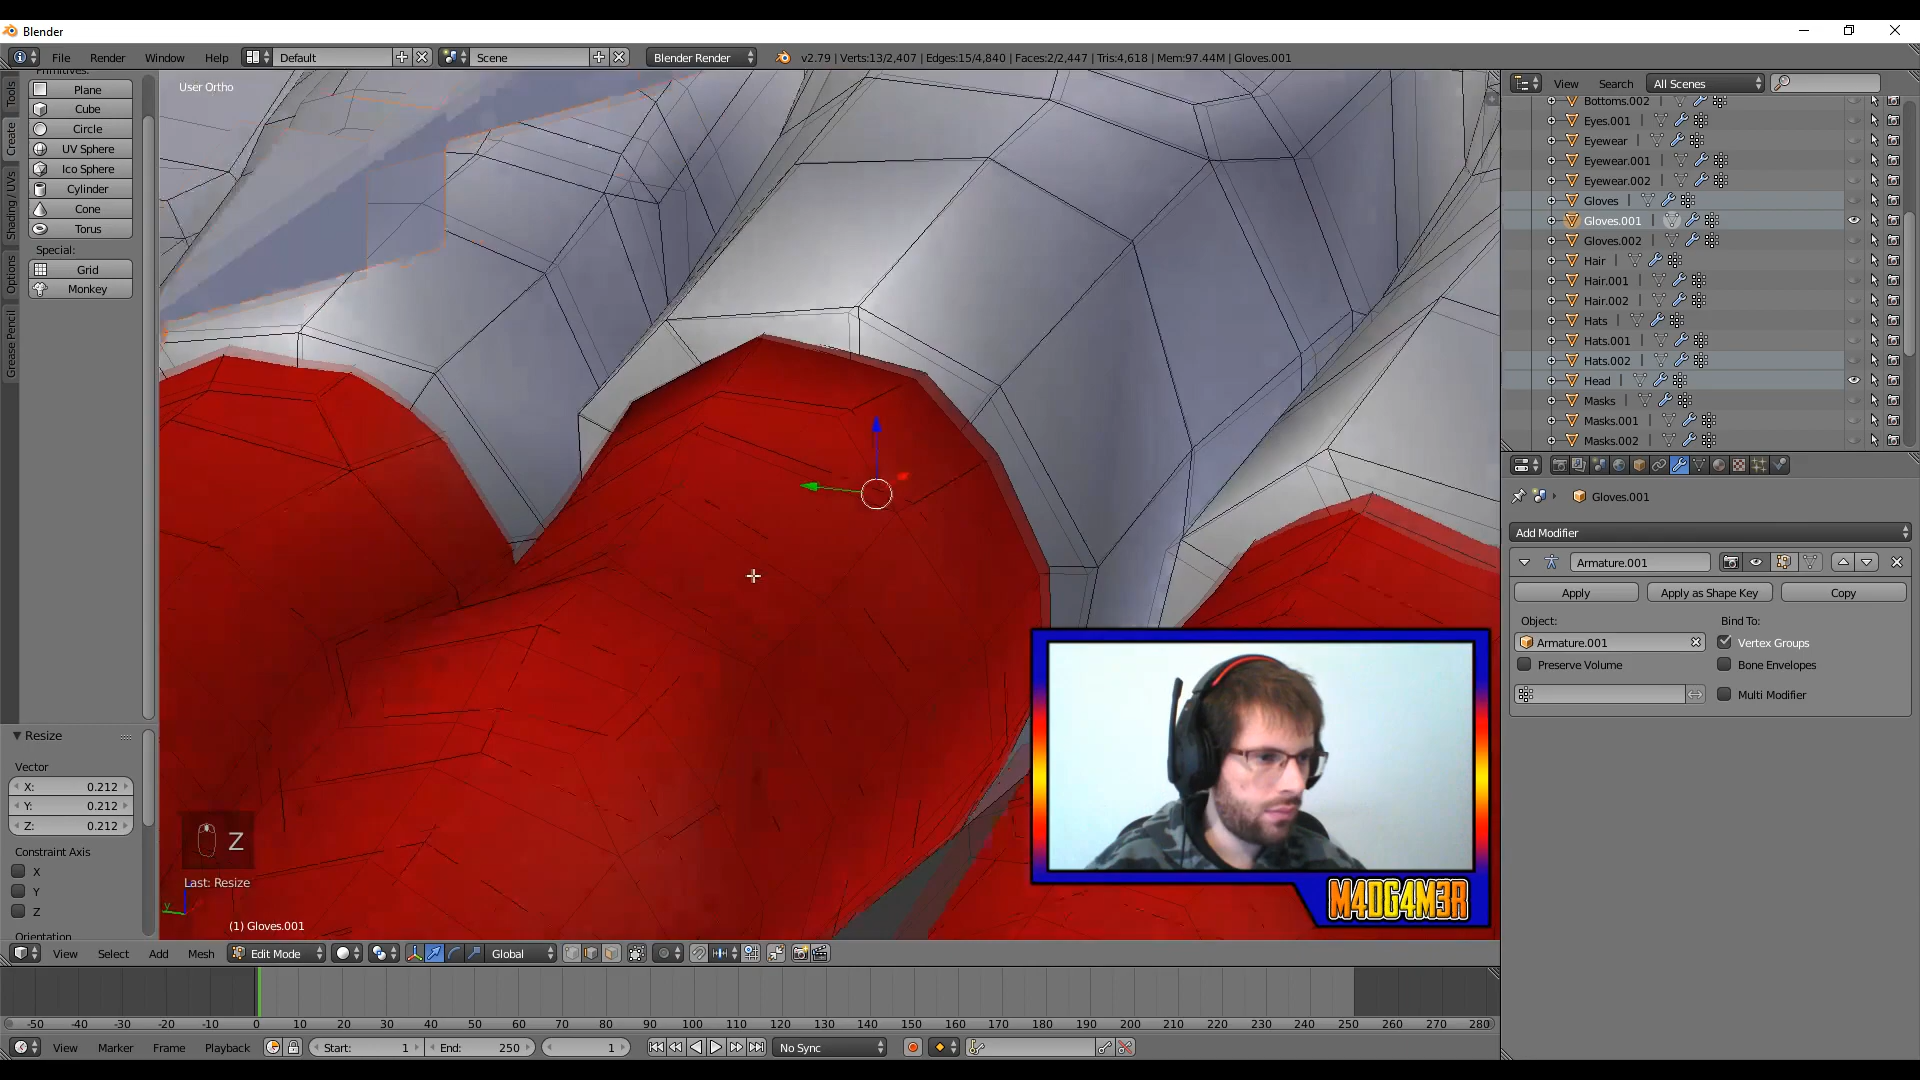 Blender
File Render Window Help Default Scene Blender Render v2.79 | Verts:13/2,407 | Edges:15/4,840 | Faces:2/2,447 | Tris:4,618 | Mem:97.44M | Gloves.001
Tools
Create
Shading / UVs
Options
Grease Pencil
Primitives:
Plane
Cube
Circle
UV Sphere
Ico Sphere
Cylinder
Cone
Torus
Special:
Grid
Monkey
Resize
Vector
X: 0.212
Y: 0.212
Z: 0.212
Constraint Axis
X
Y
Z
Orientation
User Ortho
Z
Last: Resize
y
(1) Gloves.001
M4DG4M3R
View Search All Scenes
Bottoms.002
Eyes.001
Eyewear
Eyewear.001
Eyewear.002
Gloves
Gloves.001
Gloves.002
Hair
Hair.001
Hair.002
Hats
Hats.001
Hats.002
Head
Masks
Masks.001
Masks.002
Gloves.001
Add Modifier
Armature.001
Apply Apply as Shape Key Copy
Object: Bind To:
Armature.001 Vertex Groups
Preserve Volume Bone Envelopes
Multi Modifier
View Select Add Mesh Edit Mode Global
-50 -40 -30 -20 -10 0 10 20 30 40 50 60 70 80 90 100 110 120 130 140 150 160 170 180 190 200 210 220 230 240 250 260 270 280
View Marker Frame Playback Start: 1 End: 250 1 No Sync